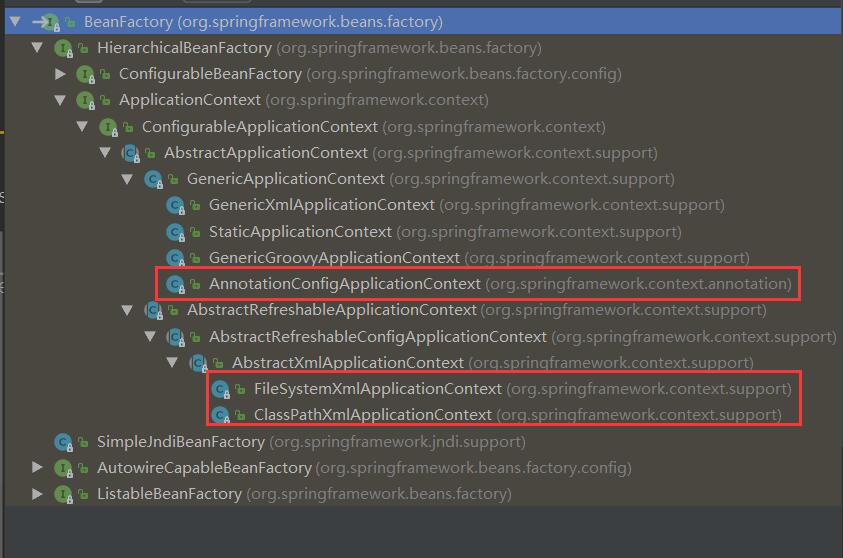 BeanFactory (org.springframework.beans.factory)
HierarchicalBeanFactory (org.springframework.beans.factory)
ConfigurableBeanFactory (org.springframework.beans.factory.config)
ApplicationContext (org.springframework.context)
ConfigurableApplicationContext (org.springframework.context)
AbstractApplicationContext (org.springframework.context.support)
GenericApplicationContext (org.springframework.context.support)
GenericXmlApplicationContext (org.springframework.context.support)
StaticApplicationContext (org.springframework.context.support)
GenericGroovyApplicationContext (org.springframework.context.support)
AnnotationConfigApplicationContext (org.springframework.context.annotation)
AbstractRefreshableApplicationContext (org.springframework.context.support)
AbstractRefreshableConfigApplicationContext (org.springframework.context.support)
AbstractXmlApplicationContext (org.springframework.context.support)
FileSystemXmlApplicationContext (org.springframework.context.support)
ClassPathXmlApplicationContext (org.springframework.context.support)
SimpleJndiBeanFactory (org.springframework.jndi.support)
AutowireCapableBeanFactory (org.springframework.beans.factory.config)
ListableBeanFactory (org.springframework.beans.factory)